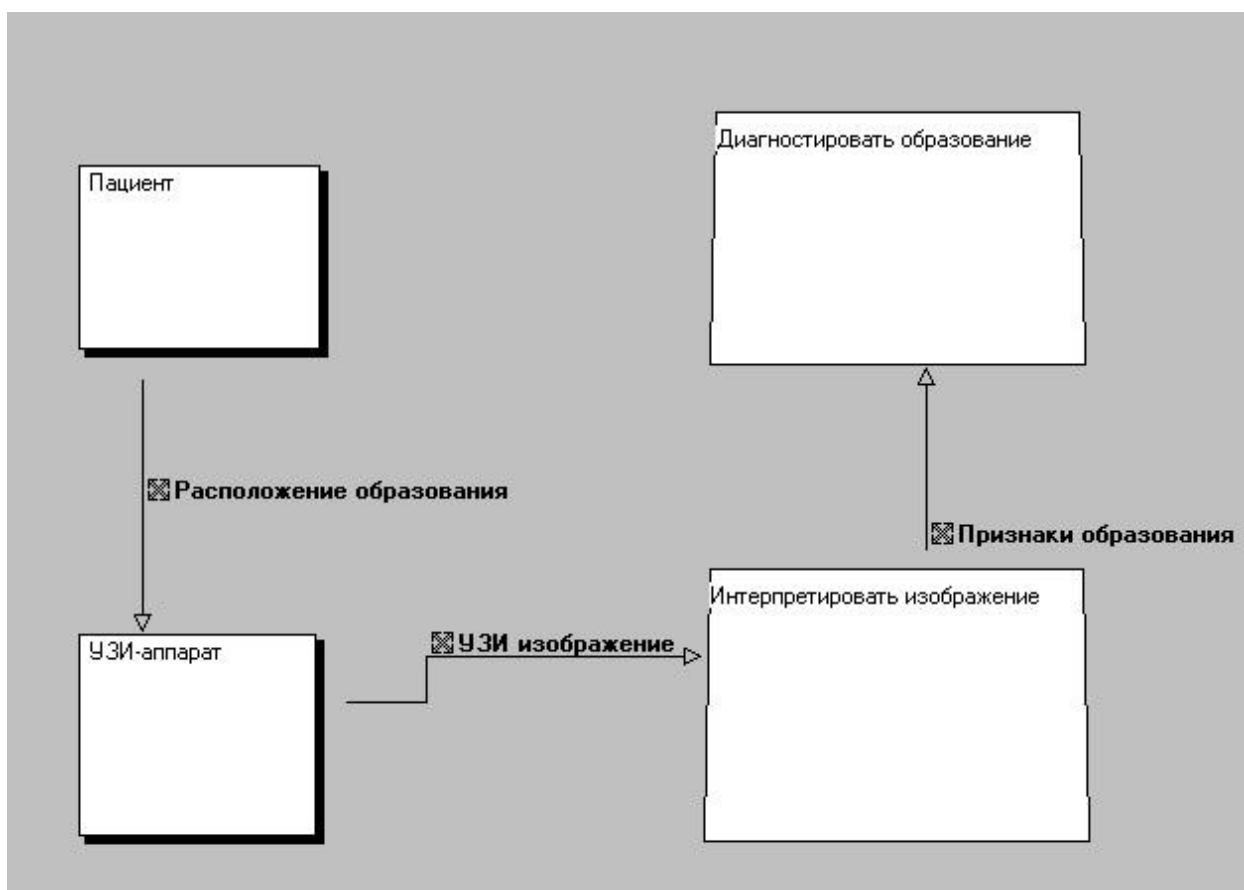 Диагностировать образование
Пациент
Расположение образования
Признаки образования
Интерпретировать изображение
УЗИ изображение
УЗИ-аппарат